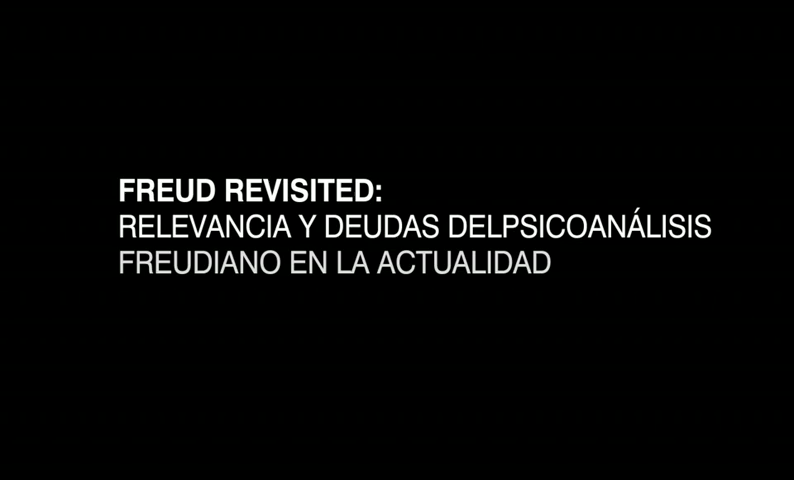 FREUD REVISITED:
RELEVANCIA Y DEUDAS DELPSICOANÁLISIS
FREUDIANO EN LA ACTUALIDAD